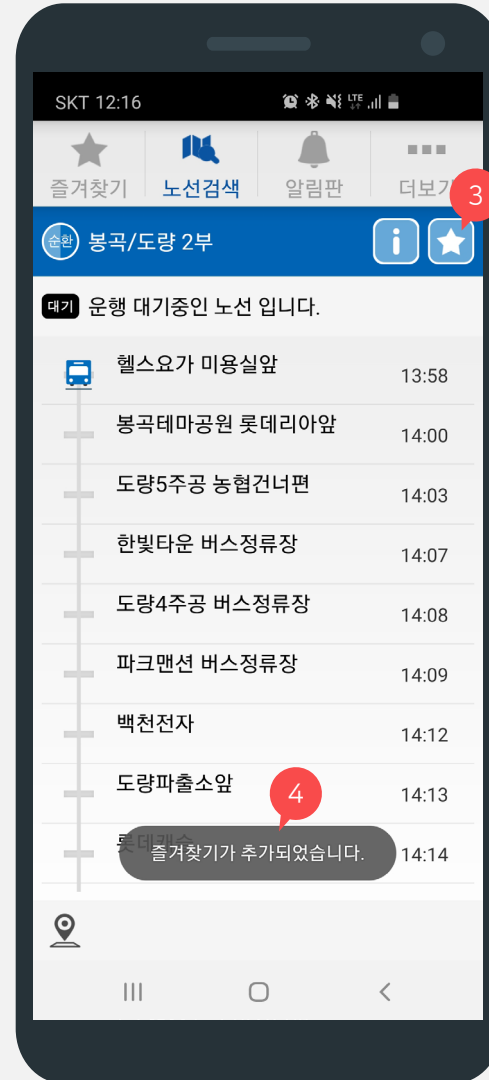 SKT 12:16 LTE
즐겨찾기 노선검색 알림판 더보기
3
순환 봉곡/도량 2부 i
대기 운행 대기중인 노선 입니다.
헬스요가 미용실앞 13:58
봉곡테마공원 롯데리아앞 14:00
도량5주공 농협건너편 14:03
한빛타운 버스정류장 14:07
도량4주공 버스정류장 14:08
파크맨션 버스정류장 14:09
백천전자 14:12
도량파출소앞 14:13
4
롯데캐슬 14:14
즐겨찾기가 추가되었습니다.